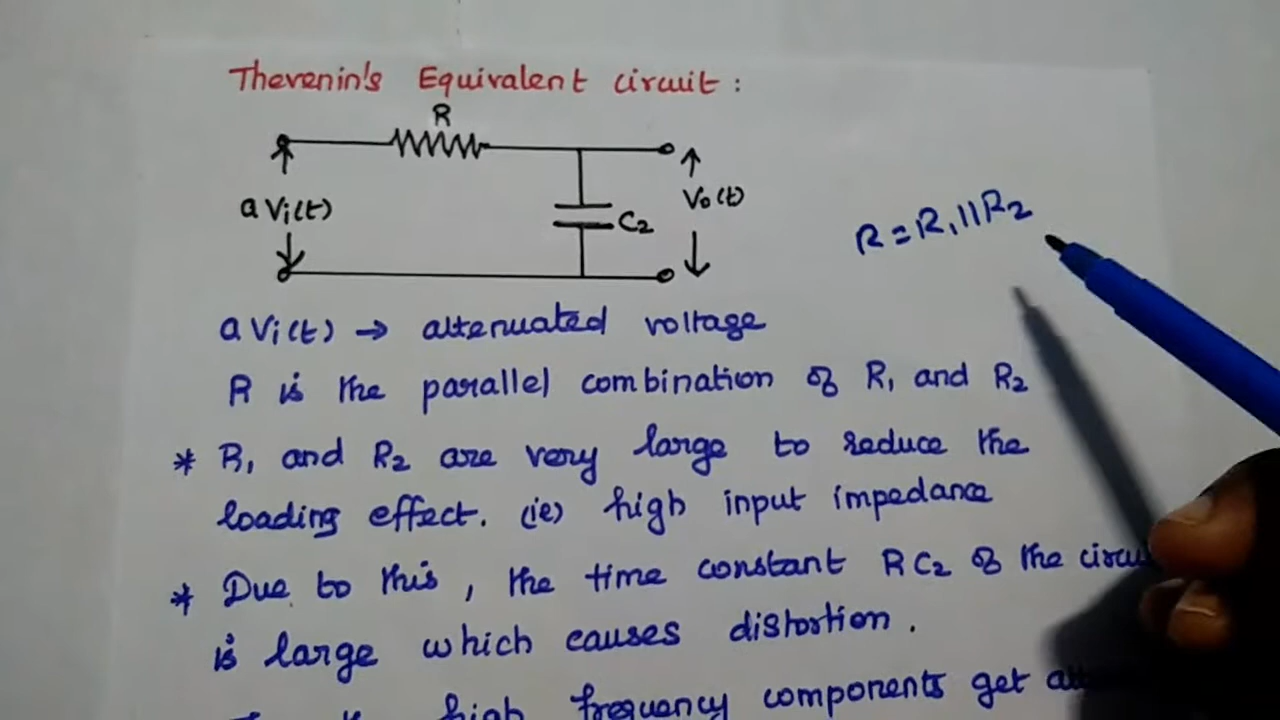 Thevenin's Equivalent circuit :
R
a Vi(t)
C2
Vo(t)
R = R1 || R2
a Vi(t) → attenuated voltage
R is the parallel combination of R1 and R2
* R1 and R2 are very large to reduce the
loading effect. (ie) high input impedance
* Due to this, the time constant RC2 of the
is large which causes distortion.
high frequency components get